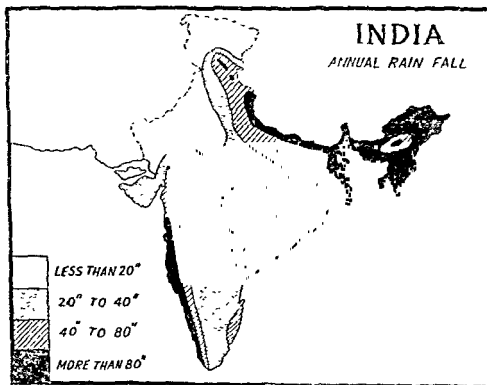 INDIA
ANNUAL RAIN FALL
LESS THAN 20"
20" TO 40"
40" TO 80"
MORE THAN 80"